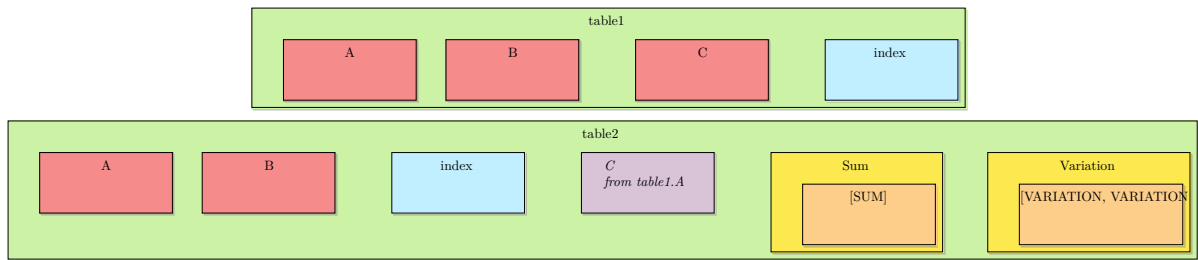 table1
A
B
C
index
table2
A
B
index
C
from table1.A
Sum
[SUM]
Variation
[VARIATION, VARIATION